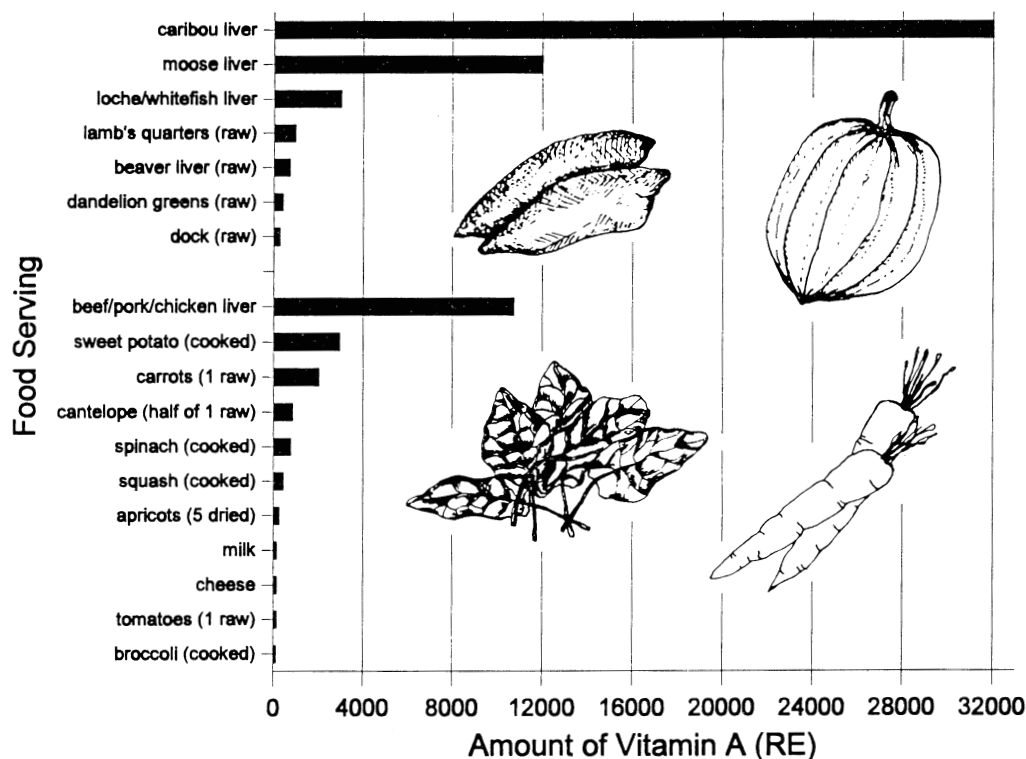 caribou liver
moose liver
loche/whitefish liver
lamb's quarters (raw)
beaver liver (raw)
dandelion greens (raw)
dock (raw)
Food Serving
beef/pork/chicken liver
sweet potato (cooked)
carrots (1 raw)
cantelope (half of 1 raw)
spinach (cooked)
squash (cooked)
apricots (5 dried)
milk
cheese
tomatoes (1 raw)
broccoli (cooked)
0 4000 8000 12000 16000 20000 24000 28000 32000
Amount of Vitamin A (RE)